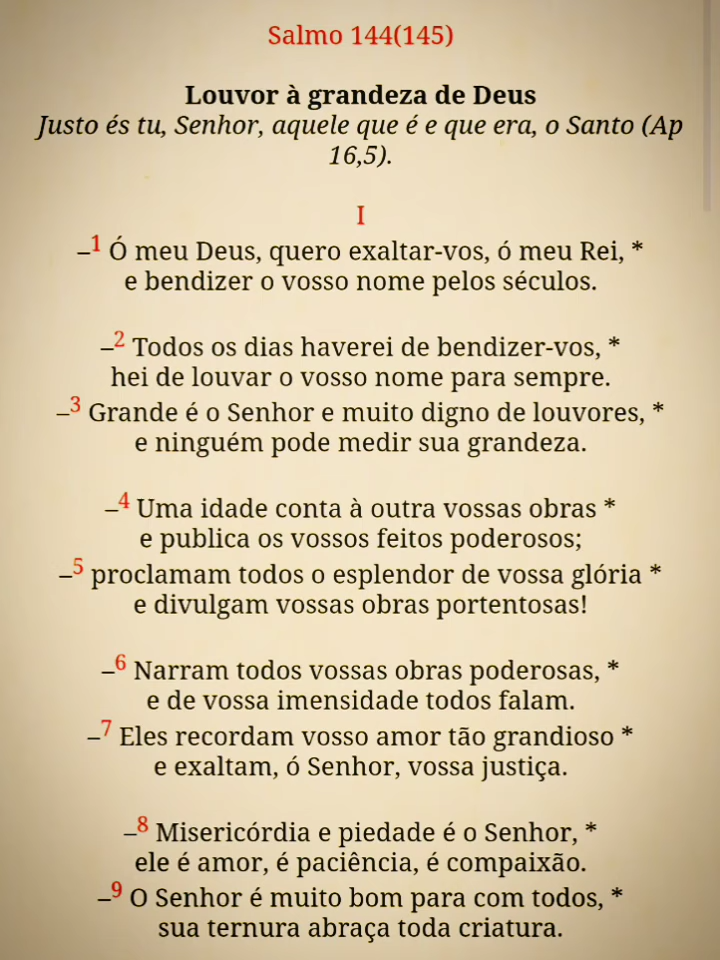 Salmo 144(145)
Louvor à grandeza de Deus
Justo és tu, Senhor, aquele que é e que era, o Santo (Ap
16,5).
I
–1 Ó meu Deus, quero exaltar-vos, ó meu Rei, *
e bendizer o vosso nome pelos séculos.
–2 Todos os dias haverei de bendizer-vos, *
hei de louvar o vosso nome para sempre.
–3 Grande é o Senhor e muito digno de louvores, *
e ninguém pode medir sua grandeza.
–4 Uma idade conta à outra vossas obras *
e publica os vossos feitos poderosos;
–5 proclamam todos o esplendor de vossa glória *
e divulgam vossas obras portentosas!
–6 Narram todos vossas obras poderosas, *
e de vossa imensidade todos falam.
–7 Eles recordam vosso amor tão grandioso *
e exaltam, ó Senhor, vossa justiça.
–8 Misericórdia e piedade é o Senhor, *
ele é amor, é paciência, é compaixão.
–9 O Senhor é muito bom para com todos, *
sua ternura abraça toda criatura.